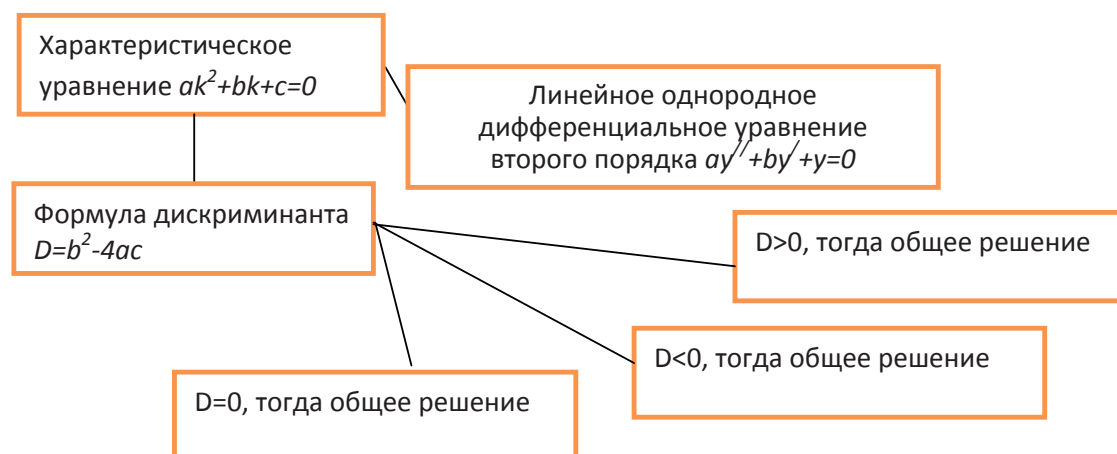 Характеристическое
уравнение ak²+bk+c=0
Линейное однородное
дифференциальное уравнение
второго порядка ay//+by/+y=0
Формула дискриминанта
D=b²-4ac
D>0, тогда общее решение
D<0, тогда общее решение
D=0, тогда общее решение